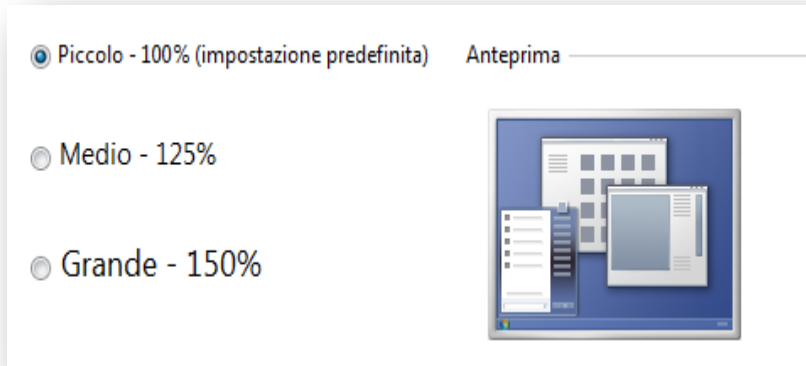 Piccolo - 100% (impostazione predefinita)
Anteprima
Medio - 125%
Grande - 150%